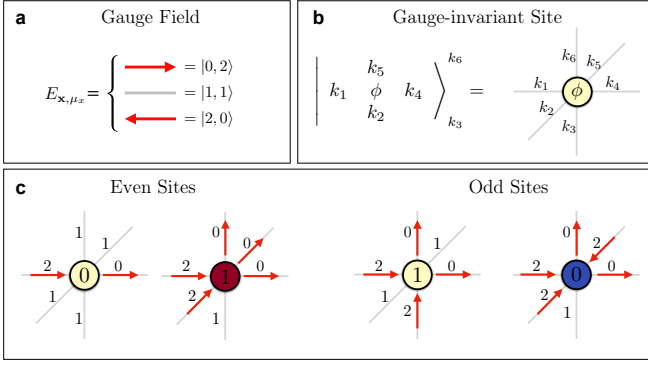 a Gauge Field
E_{x,μ_x} =
= |0, 2⟩
= |1, 1⟩
= |2, 0⟩
b Gauge-invariant Site
k_5 k_6
k_1 ϕ k_4 =
k_2 k_3
k_6 k_5
k_1 ϕ k_4
k_2
k_3
c Even Sites Odd Sites
1 1
2 0 0
1 1
0 0
2 1 0
2 1
0 1
2 1 0
1 2
0 2
2 0 0
2 1